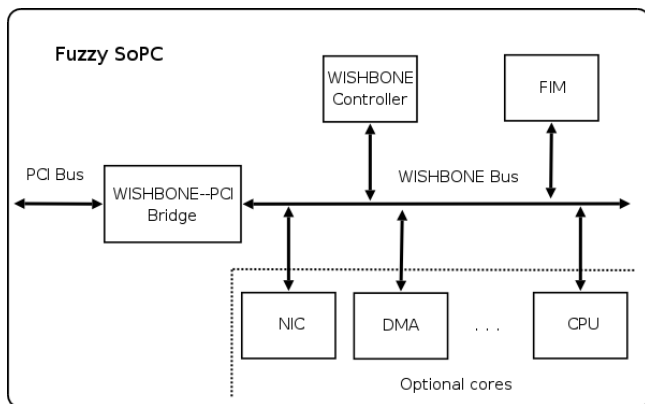 Fuzzy SoPC
WISHBONE
Controller
FIM
PCI Bus
WISHBONE--PCI
Bridge
WISHBONE Bus
NIC
DMA
. . .
CPU
Optional cores